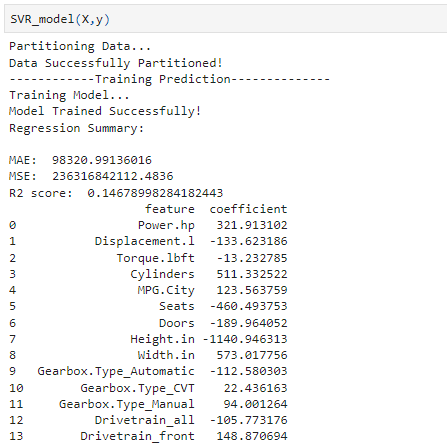 SVR_model(X,y)
Partitioning Data...
Data Successfully Partitioned!
------------Training Prediction--------------
Training Model...
Model Trained Successfully!
Regression Summary:
MAE:  98320.99136016
MSE:  236316842112.4836
R2 score:  0.14678998284182443
feature  coefficient
0  Power.hp  321.913102
1  Displacement.l  -133.623186
2  Torque.lbft  -13.232785
3  Cylinders  511.332522
4  MPG.City  123.563759
5  Seats  -460.493753
6  Doors  -189.964052
7  Height.in -1140.946313
8  Width.in  573.017756
9  Gearbox.Type_Automatic  -112.580303
10  Gearbox.Type_CVT  22.436163
11  Gearbox.Type_Manual  94.001264
12  Drivetrain_all  -105.773176
13  Drivetrain_front  148.870694